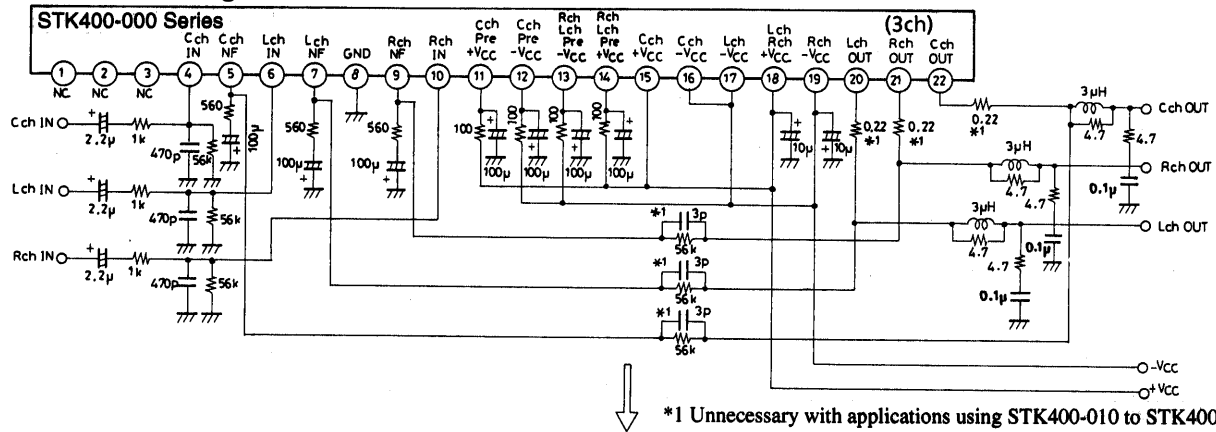 STK400-000 Series
(3ch)
Cch IN
Cch NF
Lch IN
Lch NF
GND
Rch NF
Rch IN
Cch Pre +VCC
Cch Pre -VCC
Rch Lch Pre -VCC
Rch Lch Pre +VCC
Cch +VCC
Cch -VCC
Lch -VCC
Lch Rch +VCC
Rch -VCC
Lch OUT
Rch OUT
Cch OUT
1 2 3 4 5 6 7 8 9 10 11 12 13 14 15 16 17 18 19 20 21 22
NC NC NC
560
100μ
560
100μ
560
100μ
100
100μ
100
100μ
100
100μ
100
100μ
10μ
10μ
0.22
*1
0.22
*1
0.22
*1
3μH
4.7
4.7
0.1μ
Cch OUT
3μH
4.7
4.7
0.1μ
Rch OUT
3μH
4.7
4.7
0.1μ
Lch OUT
Cch IN
2.2μ
1k
470p
56k
Lch IN
2.2μ
1k
470p
56k
Rch IN
2.2μ
1k
470p
56k
*1 3p
56k
*1 3p
56k
*1 3p
56k
-VCC
+VCC
*1 Unnecessary with applications using STK400-010 to STK400